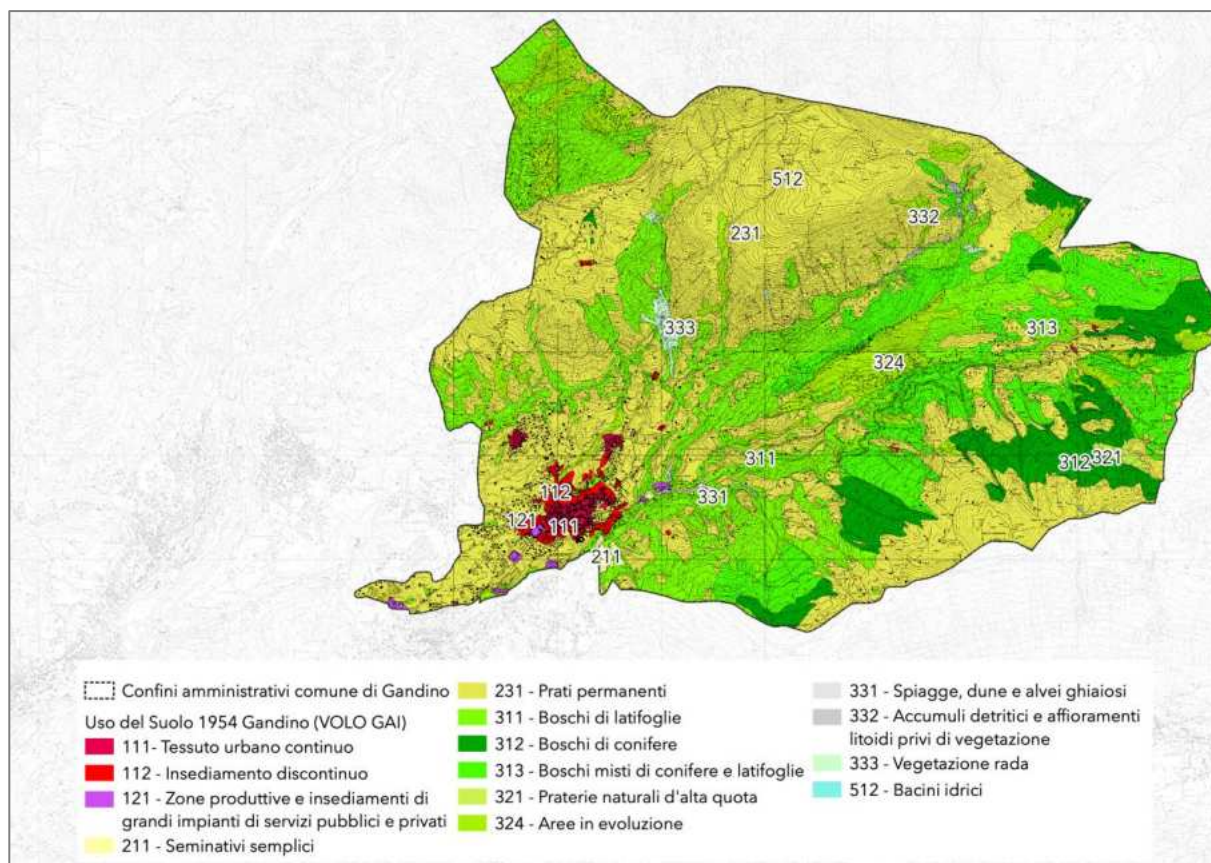 512
332
231
333
313
324
311
312
321
112
331
121
111
211
Confini amministrativi comune di Gandino
Uso del Suolo 1954 Gandino (VOLO GAI)
111- Tessuto urbano continuo
112 - Insediamento discontinuo
121 - Zone produttive e insediamenti di
grandi impianti di servizi pubblici e privati
211 - Seminativi semplici
231 - Prati permanenti
311 - Boschi di latifoglie
312 - Boschi di conifere
313 - Boschi misti di conifere e latifoglie
321 - Praterie naturali d'alta quota
324 - Aree in evoluzione
331 - Spiagge, dune e alvei ghiaiosi
332 - Accumuli detritici e affioramenti
litoidi privi di vegetazione
333 - Vegetazione rada
512 - Bacini idrici